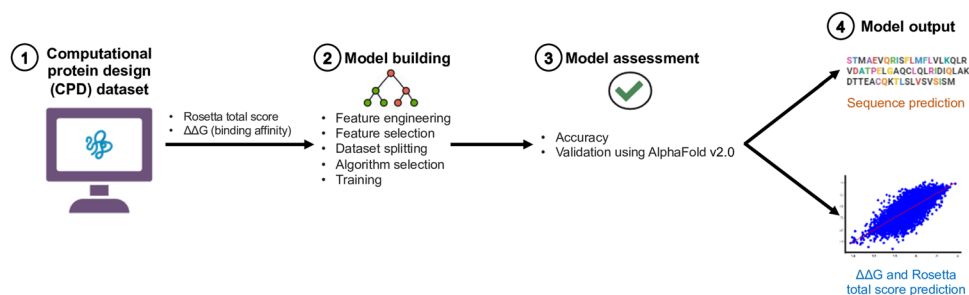 1
Computational
protein design
(CPD) dataset
• Rosetta total score
• ΔΔG (binding affinity)
2
Model building
• Feature engineering
• Feature selection
• Dataset splitting
• Algorithm selection
• Training
3
Model assessment
• Accuracy
• Validation using AlphaFold v2.0
4
Model output
STMAEVQRISFLMFLVLKQLR
VDATPELGAQCLQLRIDIQLAK
DTTEACQKTLSLVSVSISM
Sequence prediction
ΔΔG and Rosetta
total score prediction